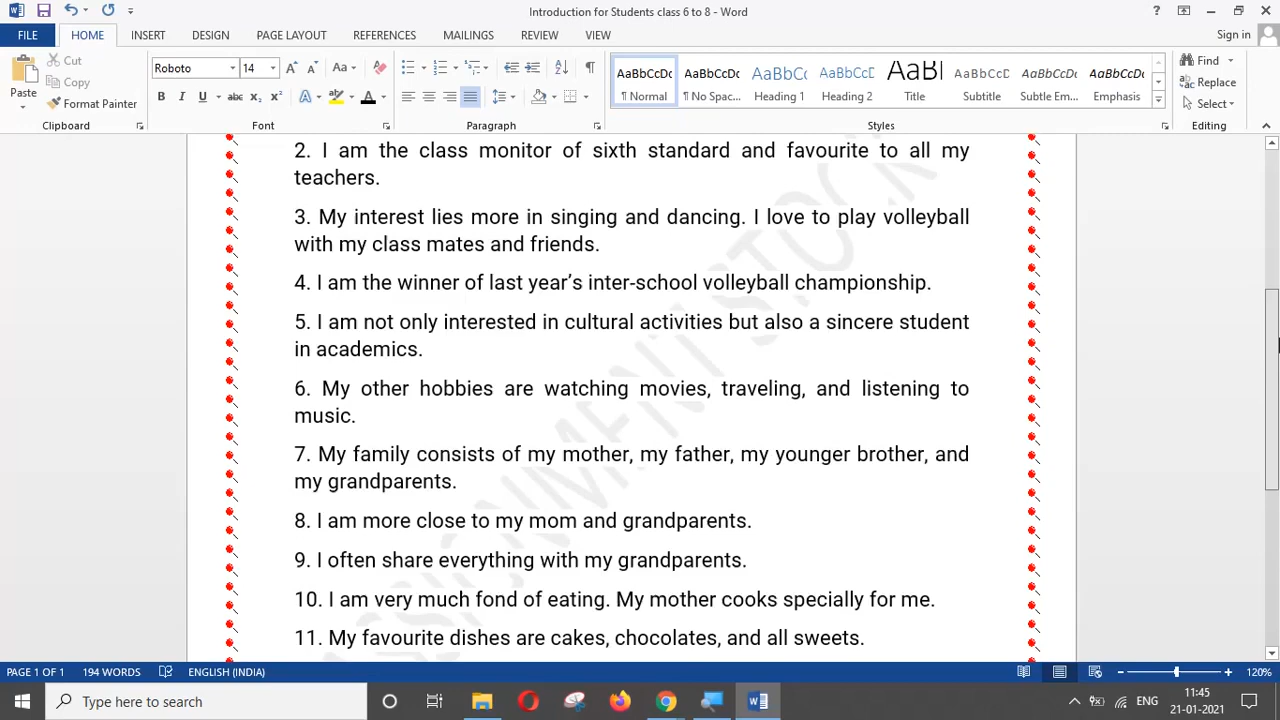 Introduction for Students class 6 to 8 - Word
?
FILE HOME INSERT DESIGN PAGE LAYOUT REFERENCES MAILINGS REVIEW VIEW Sign in
Paste
Cut
Copy
Format Painter
Clipboard
Roboto 14
B I U abc x₂ x²
Font
Paragraph
AaBbCcDc AaBbCcDc AaBbCc AaBbCcD AaBl AaBbCcD AaBbCcDc AaBbCcDc
¶ Normal ¶ No Spac... Heading 1 Heading 2 Title Subtitle Subtle Em... Emphasis
Styles
Find
Replace
Select
Editing
2. I am the class monitor of sixth standard and favourite to all my
teachers.
3. My interest lies more in singing and dancing. I love to play volleyball
with my class mates and friends.
4. I am the winner of last year’s inter-school volleyball championship.
5. I am not only interested in cultural activities but also a sincere student
in academics.
6. My other hobbies are watching movies, traveling, and listening to
music.
7. My family consists of my mother, my father, my younger brother, and
my grandparents.
8. I am more close to my mom and grandparents.
9. I often share everything with my grandparents.
10. I am very much fond of eating. My mother cooks specially for me.
11. My favourite dishes are cakes, chocolates, and all sweets.
ASSIGNMENT STOCK
PAGE 1 OF 1 194 WORDS ENGLISH (INDIA) 120%
Type here to search
ENG
11:45
21-01-2021